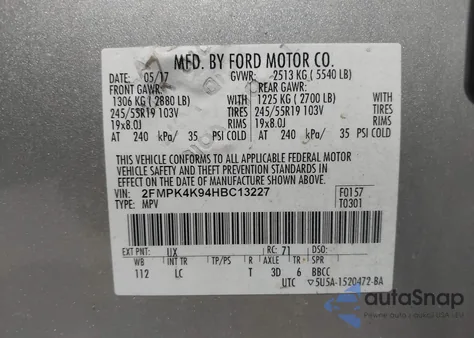 MFD. BY FORD MOTOR CO.
DATE: 05/17 GVWR: 2513 KG ( 5540 LB)
FRONT GAWR: REAR GAWR:
1306 KG ( 2880 LB) WITH 1225 KG ( 2700 LB) WITH
245/55R19 103V TIRES 245/55R19 103V TIRES
19x8.0J RIMS 19x8.0J RIMS
AT 240 kPa/ 35 PSI COLD AT 240 kPa/ 35 PSI COLD
THIS VEHICLE CONFORMS TO ALL APPLICABLE FEDERAL MOTOR
VEHICLE SAFETY AND THEFT PREVENTION STANDARDS IN EFFECT
ON THE DATE OF MANUFACTURE SHOWN ABOVE.
VIN: 2FMPK4K94HBC13227 F0157
TYPE: MPV T0301
EXT PNT: UX RC: 71 DSO:
WB INT TR TP/PS R AXLE TR SPR
112 LC T 3D 6 BBCC
UTC 5U5A-1520472-BA
autoSnap